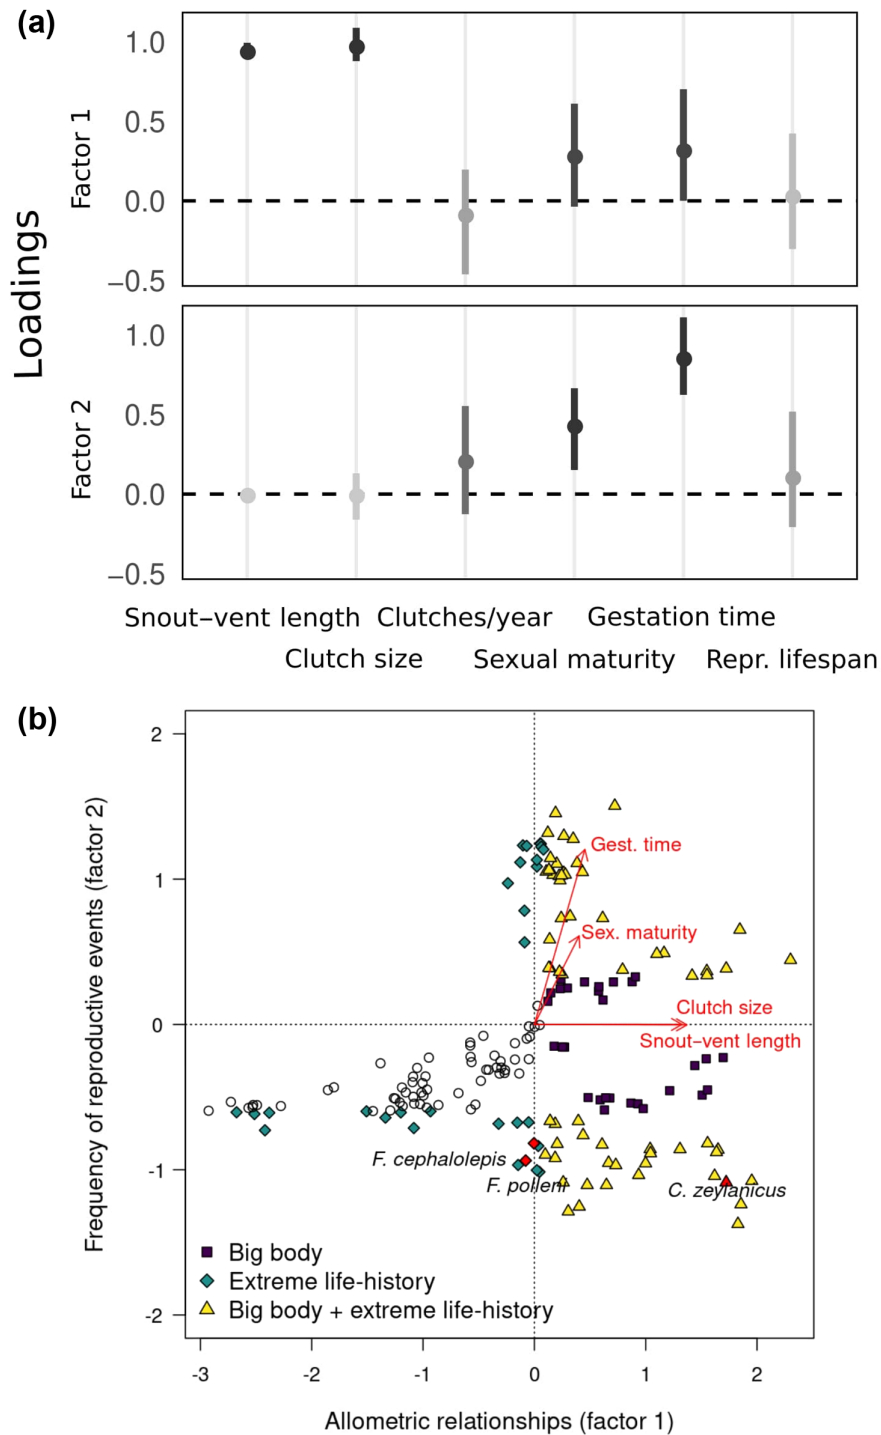 (a)
Loadings
Factor 1
1.0
0.5
0.0
−0.5
Factor 2
1.0
0.5
0.0
−0.5
Snout–vent length
Clutches/year
Gestation time
Clutch size
Sexual maturity
Repr. lifespan
(b)
Frequency of reproductive events (factor 2)
2
1
0
-1
-2
Gest. time
Sex. maturity
Clutch size
Snout–vent length
F. cephalolepis
F. polleni
C. zeylanicus
Big body
Extreme life-history
Big body + extreme life-history
-3
-2
-1
0
1
2
Allometric relationships (factor 1)